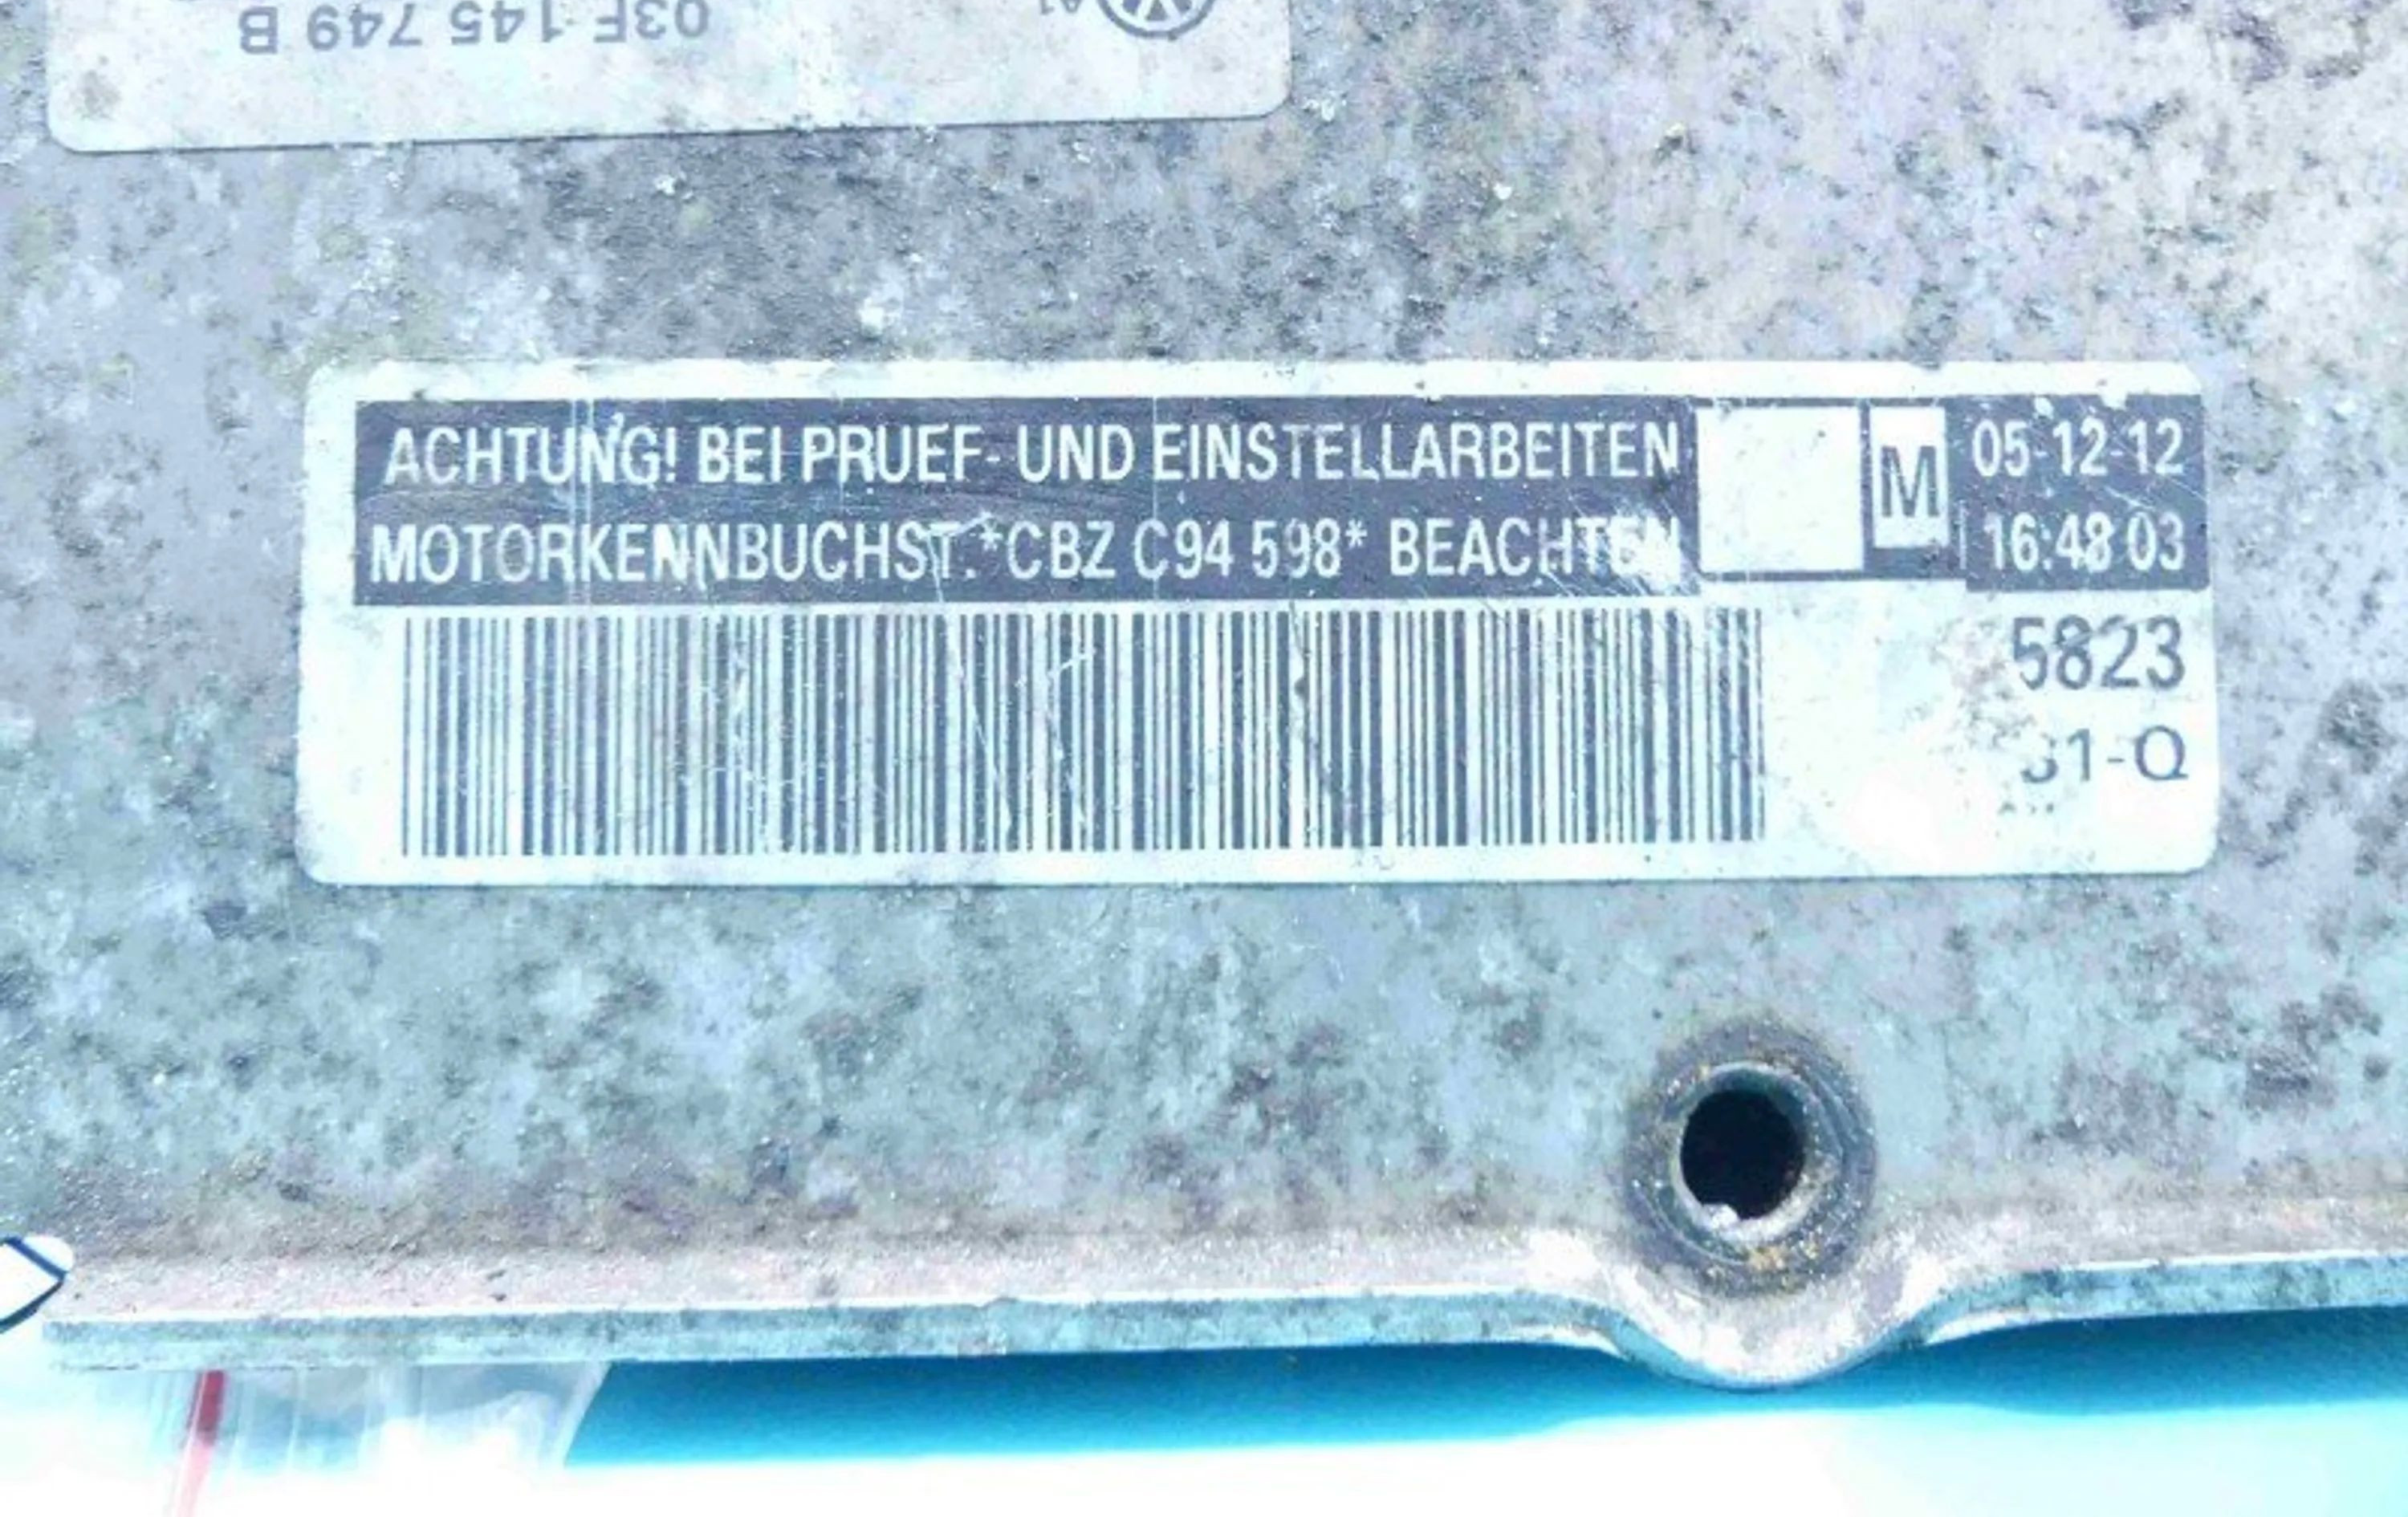 03F 145 749 B
ACHTUNG! BEI PRUEF- UND EINSTELLARBEITEN
MOTORKENNBUCHST. *CBZ C94 598* BEACHTEN
M
05-12-12
16:48 03
5823